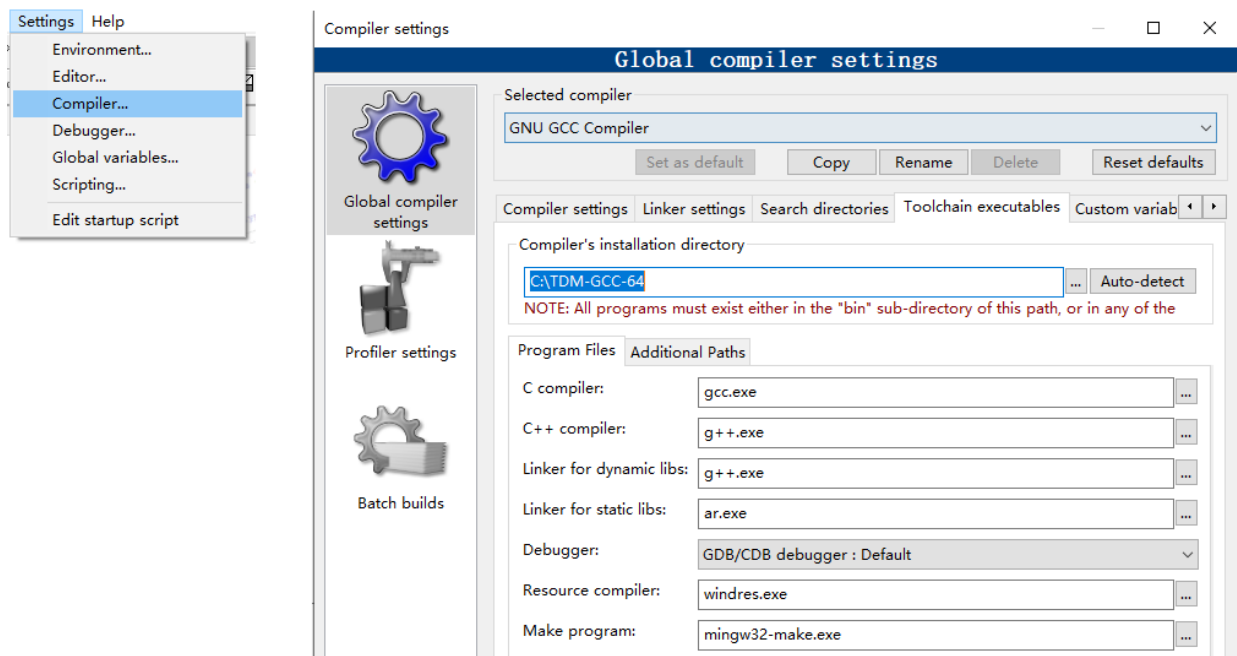 Settings Help
Environment...
Editor...
Compiler...
Debugger...
Global variables...
Scripting...
Edit startup script
Compiler settings
Global compiler settings
Global compiler
settings
Profiler settings
Batch builds
Selected compiler
GNU GCC Compiler
Set as default Copy Rename Delete Reset defaults
Compiler settings Linker settings Search directories Toolchain executables Custom variab
Compiler's installation directory
C:\TDM-GCC-64 ... Auto-detect
NOTE: All programs must exist either in the "bin" sub-directory of this path, or in any of the
Program Files Additional Paths
C compiler: gcc.exe ...
C++ compiler: g++.exe ...
Linker for dynamic libs: g++.exe ...
Linker for static libs: ar.exe ...
Debugger: GDB/CDB debugger : Default
Resource compiler: windres.exe ...
Make program: mingw32-make.exe ...